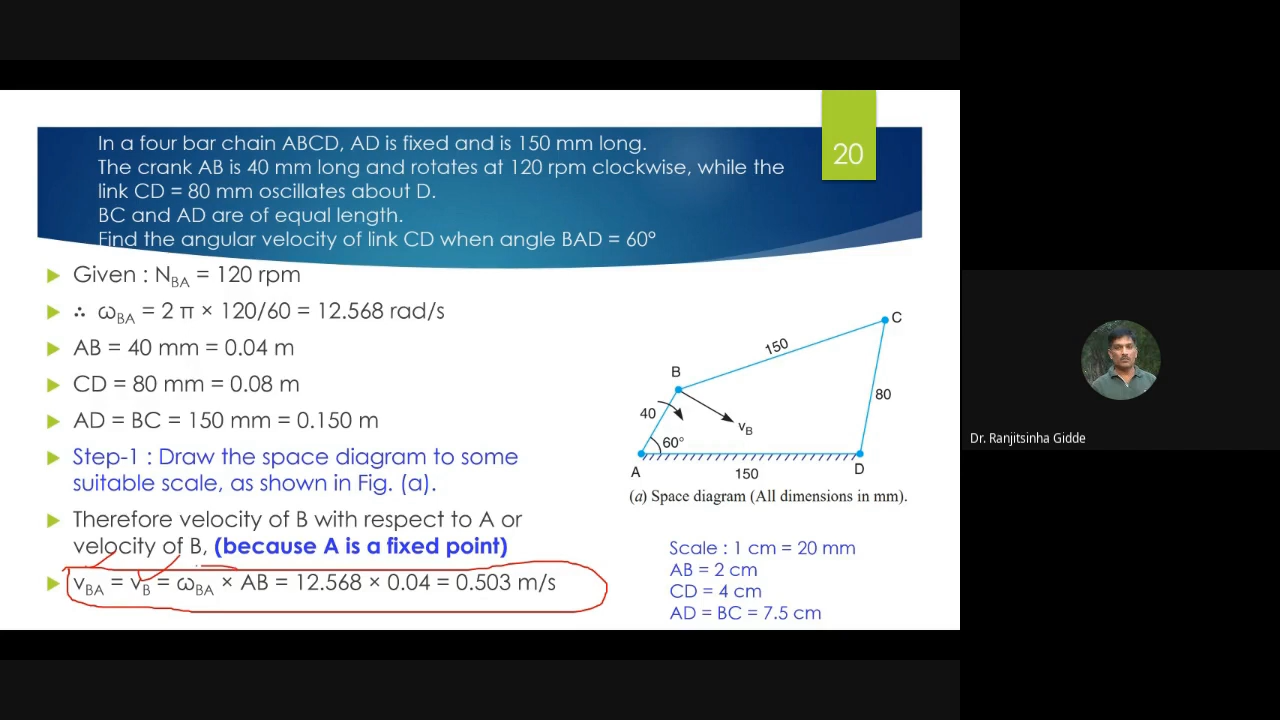 In a four bar chain ABCD, AD is fixed and is 150 mm long.
The crank AB is 40 mm long and rotates at 120 rpm clockwise, while the
link CD = 80 mm oscillates about D.
BC and AD are of equal length.
Find the angular velocity of link CD when angle BAD = 60°
20
Given : N_BA = 120 rpm
∴ ω_BA = 2 π × 120/60 = 12.568 rad/s
AB = 40 mm = 0.04 m
CD = 80 mm = 0.08 m
AD = BC = 150 mm = 0.150 m
Step-1 : Draw the space diagram to some
suitable scale, as shown in Fig. (a).
Therefore velocity of B with respect to A or
velocity of B, (because A is a fixed point)
v_BA = v_B = ω_BA × AB = 12.568 × 0.04 = 0.503 m/s
C
150
B
40
v_B
80
60°
A
150
D
(a) Space diagram (All dimensions in mm).
Scale : 1 cm = 20 mm
AB = 2 cm
CD = 4 cm
AD = BC = 7.5 cm
Dr. Ranjitsinha Gidde